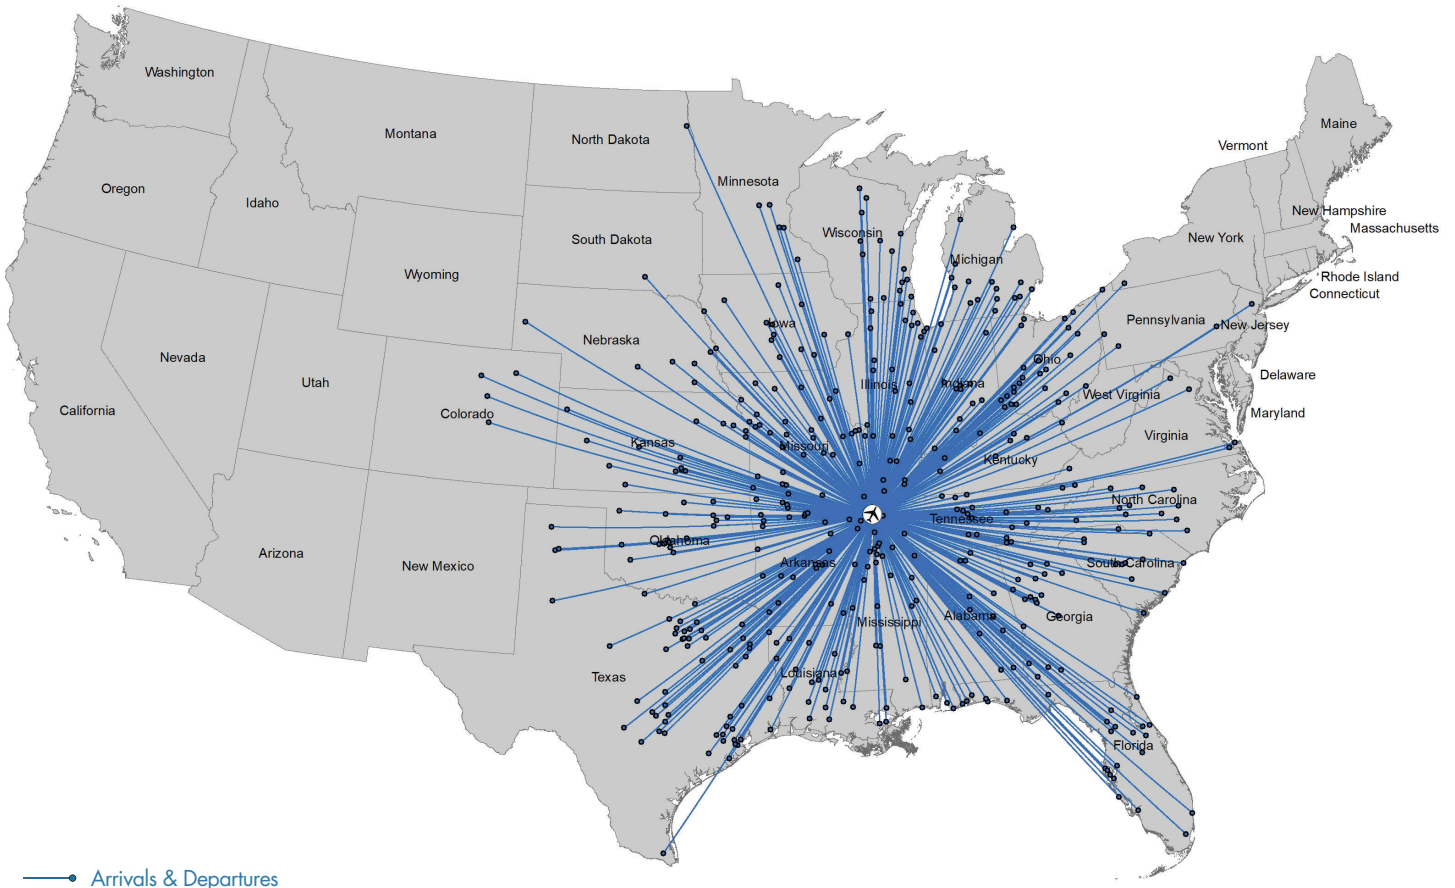 Washington
Montana
North Dakota
Minnesota
Maine
Vermont
Oregon
Idaho
South Dakota
Wisconsin
Michigan
New Hampshire
Massachusetts
New York
Wyoming
Rhode Island
Connecticut
Nebraska
Iowa
Pennsylvania
New Jersey
Nevada
Utah
Illinois
Indiana
Ohio
Delaware
California
Colorado
West Virginia
Maryland
Kansas
Missouri
Kentucky
Virginia
Tennessee
North Carolina
Arizona
New Mexico
Oklahoma
Arkansas
South Carolina
Mississippi
Alabama
Georgia
Texas
Louisiana
Florida
Arrivals & Departures